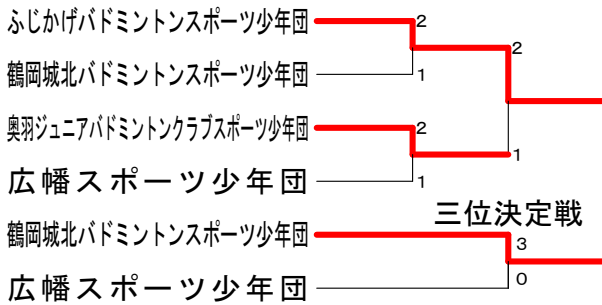 ふじかげバドミントンスポーツ少年団
2
2
鶴岡城北バドミントンスポーツ少年団
1
奥羽ジュニアバドミントンクラブスポーツ少年団
2
1
広幡スポーツ少年団
1
三位決定戦
鶴岡城北バドミントンスポーツ少年団
3
広幡スポーツ少年団
0